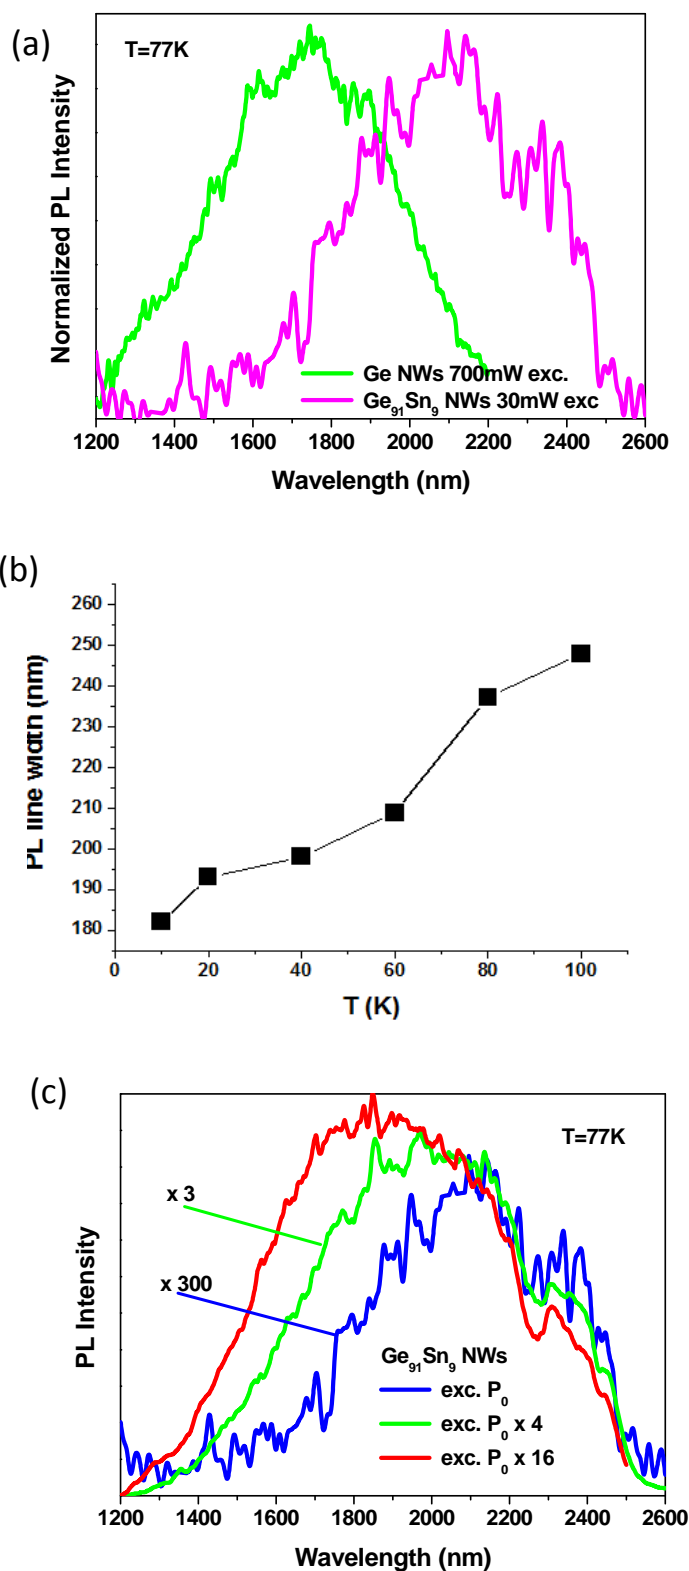 (a)
T=77K
Normalized PL Intensity
Ge NWs 700mW exc.
Ge₉₁Sn₉ NWs 30mW exc
1200 1400 1600 1800 2000 2200 2400 2600
Wavelength (nm)
(b)
260
250
240
230
220
210
200
190
180
PL line width (nm)
0 20 40 60 80 100
T (K)
(c)
T=77K
x 3
x 300
PL Intensity
Ge₉₁Sn₉ NWs
exc. P₀
exc. P₀ x 4
exc. P₀ x 16
1200 1400 1600 1800 2000 2200 2400 2600
Wavelength (nm)